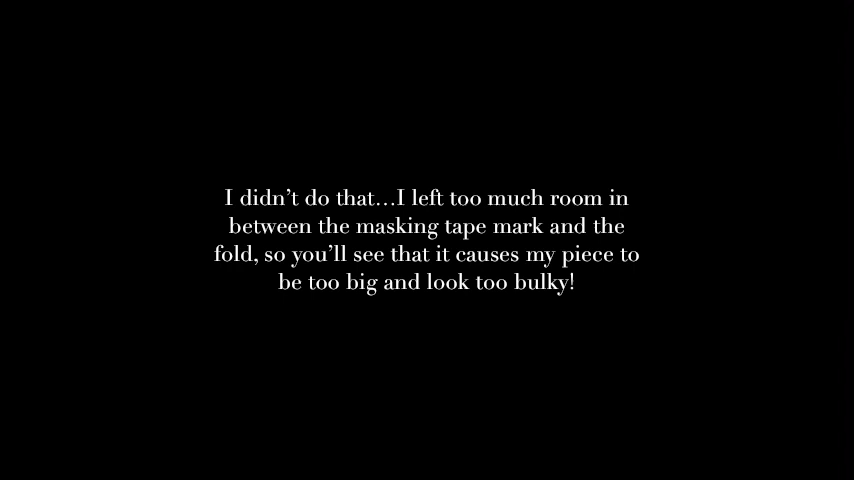 I didn’t do that…I left too much room in
between the masking tape mark and the
fold, so you’ll see that it causes my piece to
be too big and look too bulky!